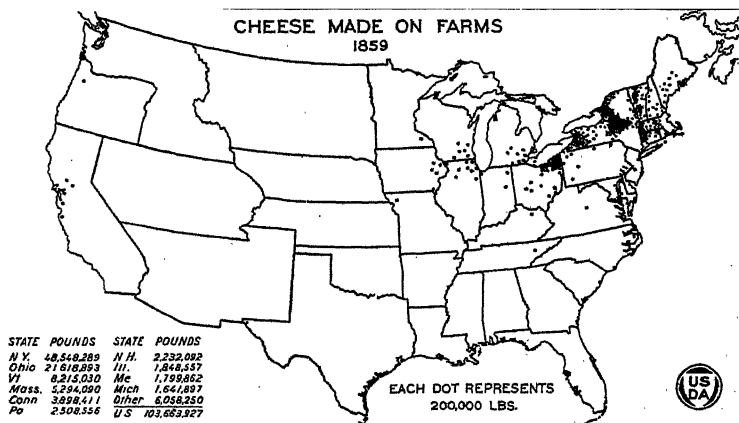 CHEESE MADE ON FARMS
1859
STATE POUNDS STATE POUNDS
N.Y. 48,548,289 N.H. 2,232,092
Ohio 21,618,893 Ill. 1,848,557
Vt 8,215,030 Me 1,799,862
Mass. 5,294,090 Mich 1,641,897
Conn 3,898,411 Other 6,058,250
Pa 2,508,556 US 103,663,927
EACH DOT REPRESENTS
200,000 LBS.
US
DA